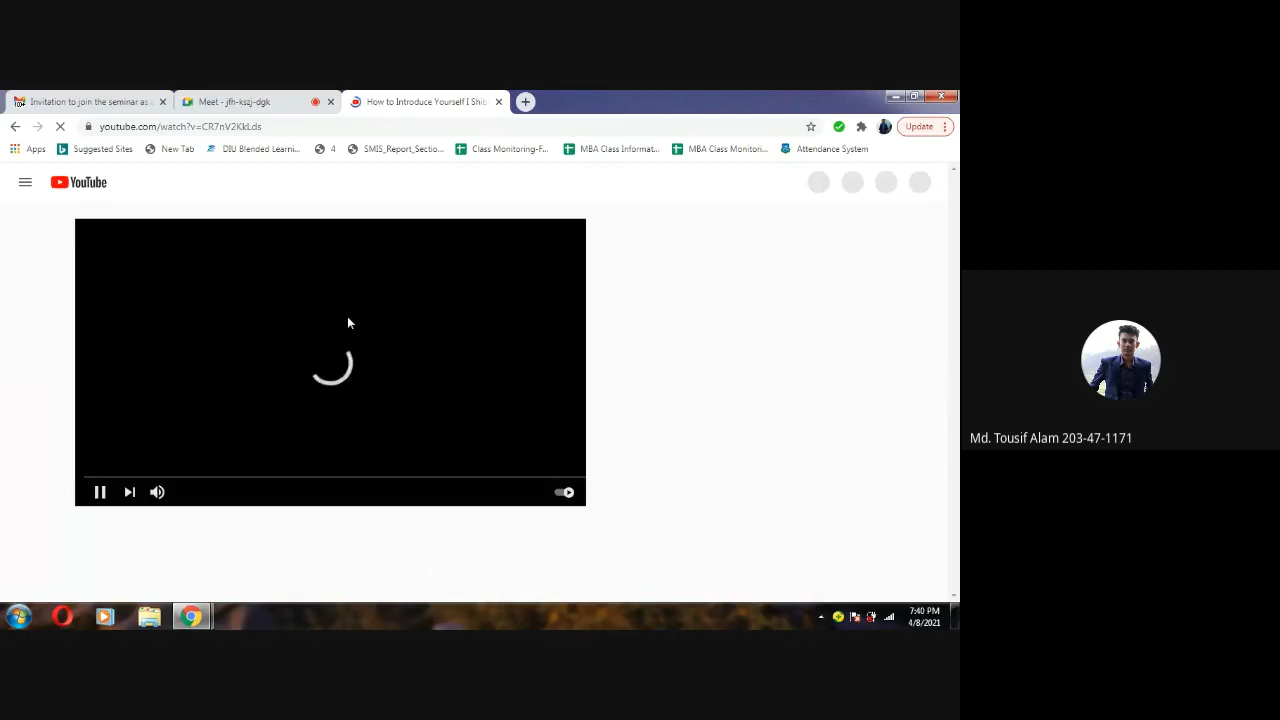 Invitation to join the seminar as
Meet - jfh-kszj-dgk
How to Introduce Yourself I Shib
youtube.com/watch?v=CR7nV2KkLds
Update
Apps
Suggested Sites
New Tab
DIU Blended Learni...
4
SMIS_Report_Sectio...
Class Monitoring-F...
MBA Class Informat...
MBA Class Monitori...
Attendance System
YouTube
Md. Tousif Alam 203-47-1171
7:40 PM
4/8/2021